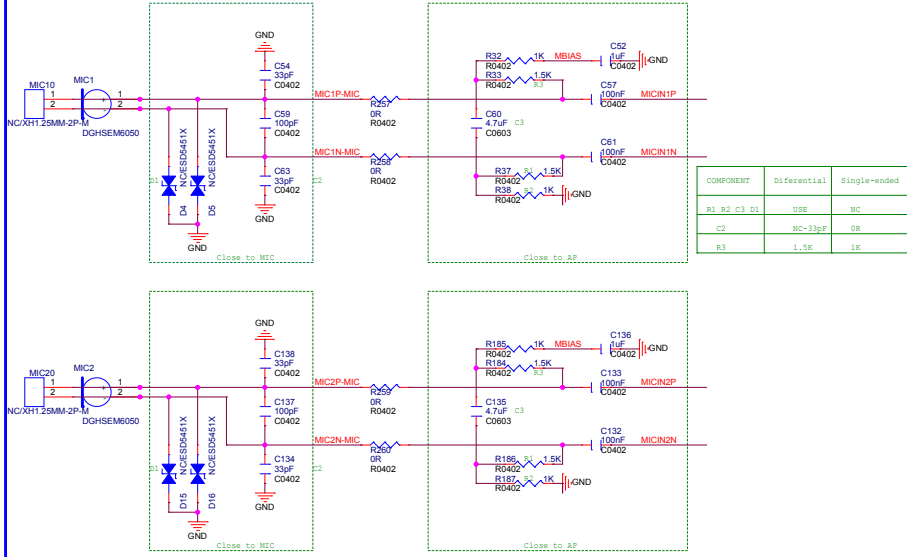 GND
C54
33pF
C0402
MIC10
MIC1
1
2
1
2
NC/XH1.25MM-2P-M
DGHSEM6050
C59
100pF
C0402
MIC1P-MIC
R257
0R
R0402
MIC1N-MIC
R258
0R
R0402
C63
33pF
C0402
C2
GND
D1
D4
NC/ESD5451X
D5
NC/ESD5451X
GND
Close to MIC
R32
R0402
1K
MBIAS
C52
1uF
C0402
GND
R33
R0402
1.5K
R3
C57
100nF
C0402
MICIN1P
C60
4.7uF
C0603
C3
C61
100nF
C0402
MICIN1N
R37
R0402
R1
1.5K
R38
R0402
R2
1K
GND
Close to AP
COMPONENT Diferential Single-ended
R1 R2 C3 D1 USE NC
C2 NC-33pF 0R
R3 1.5K 1K
GND
C138
33pF
C0402
MIC20
MIC2
1
2
1
2
NC/XH1.25MM-2P-M
DGHSEM6050
C137
100pF
C0402
MIC2P-MIC
R259
0R
R0402
MIC2N-MIC
R260
0R
R0402
C134
33pF
C0402
C2
GND
D1
D15
NC/ESD5451X
D16
NC/ESD5451X
GND
Close to MIC
R185
R0402
1K
MBIAS
C136
1uF
C0402
GND
R184
R0402
1.5K
R3
C133
100nF
C0402
MICIN2P
C135
4.7uF
C0603
C3
C132
100nF
C0402
MICIN2N
R186
R0402
R1
1.5K
R187
R0402
R2
1K
GND
Close to AP